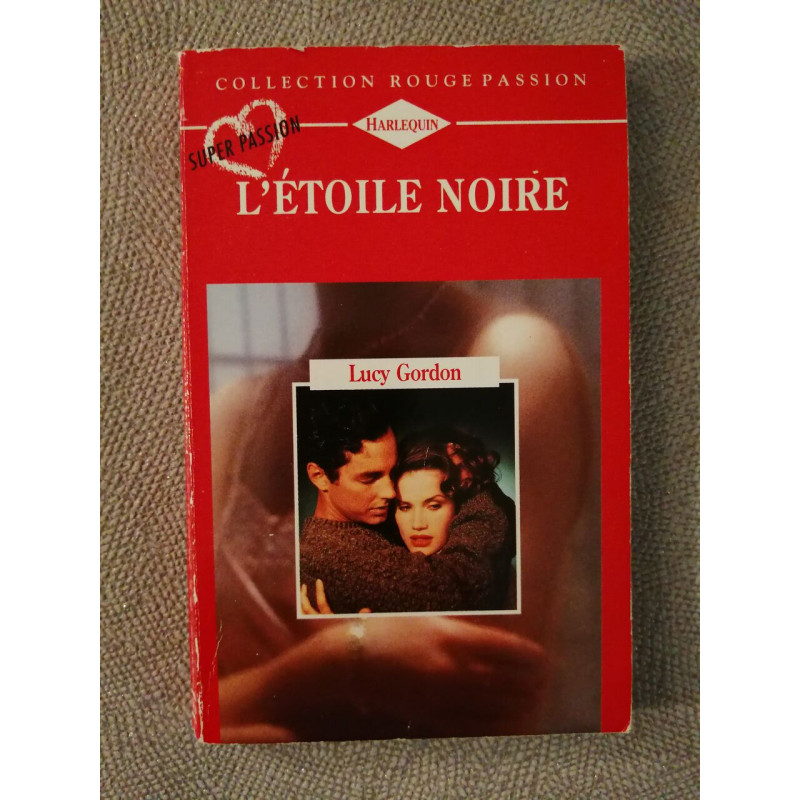 COLLECTION ROUGE PASSION
HARLEQUIN
SUPER PASSION
L'ÉTOILE NOIRE
Lucy Gordon